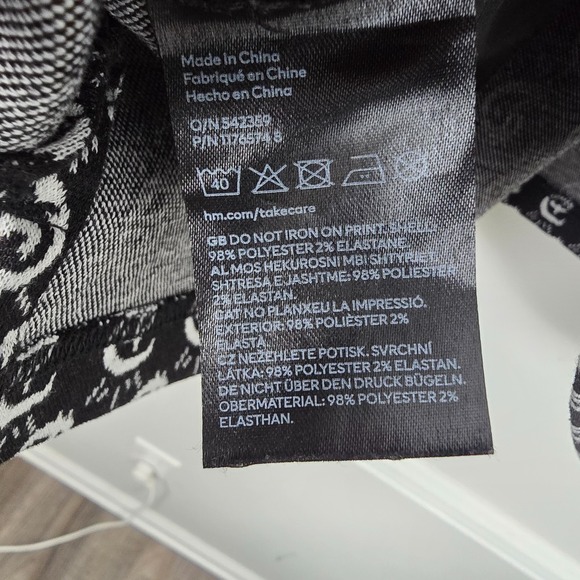 Made in China
Fabriqué en Chine
Hecho en China
O/N 542359
P/N 1176574 8
40
hm.com/takecare
GB DO NOT IRON ON PRINT. SHELL:
98% POLYESTER 2% ELASTANE.
AL MOS HEKUROSNI MBI SHTYPJET.
SHTRESA E JASHTME: 98% POLIESTER
2% ELASTAN.
CAT NO PLANXEU LA IMPRESSIÓ.
EXTERIOR: 98% POLIÈSTER 2%
ELASTÀ.
CZ NEŽEHLETE POTISK. SVRCHNÍ
LÁTKA: 98% POLYESTER 2% ELASTAN.
DE NICHT ÜBER DEN DRUCK BÜGELN.
OBERMATERIAL: 98% POLYESTER 2%
ELASTHAN.